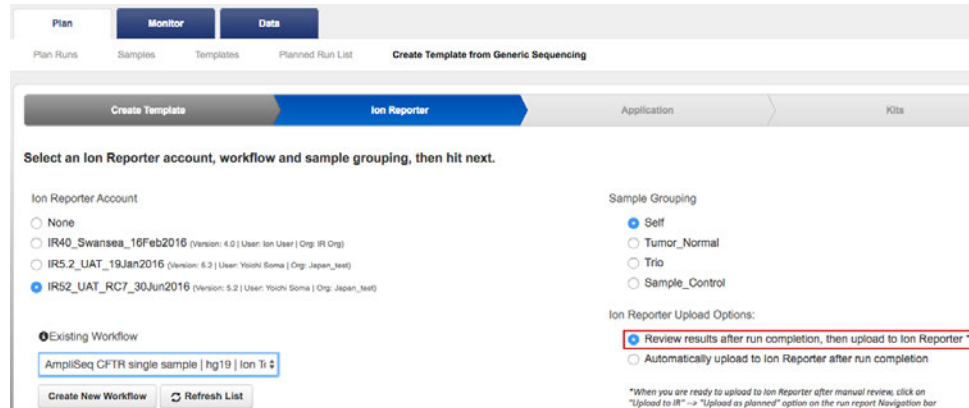 Plan Monitor Data
Plan Runs Samples Templates Planned Run List Create Template from Generic Sequencing
Create Template Ion Reporter Application Kits
Select an Ion Reporter account, workflow and sample grouping, then hit next.
Ion Reporter Account
None
IR40_Swansea_16Feb2016 (Version: 4.0 | User: Ion User | Org: IR Org)
IR5.2_UAT_19Jan2016 (Version: 5.2 | User: Yoichi Soma | Org: Japan_test)
IR52_UAT_RC7_30Jun2016 (Version: 5.2 | User: Yoichi Soma | Org: Japan_test)
Existing Workflow
AmpliSeq CFTR single sample | hg19 | Ion
Create New Workflow Refresh List
Sample Grouping
Self
Tumor_Normal
Trio
Sample_Control
Ion Reporter Upload Options:
Review results after run completion, then upload to Ion Reporter *
Automatically upload to Ion Reporter after run completion
*When you are ready to upload to Ion Reporter after manual review, click on
"Upload to IR" --> "Upload as planned" option on the run report Navigation bar